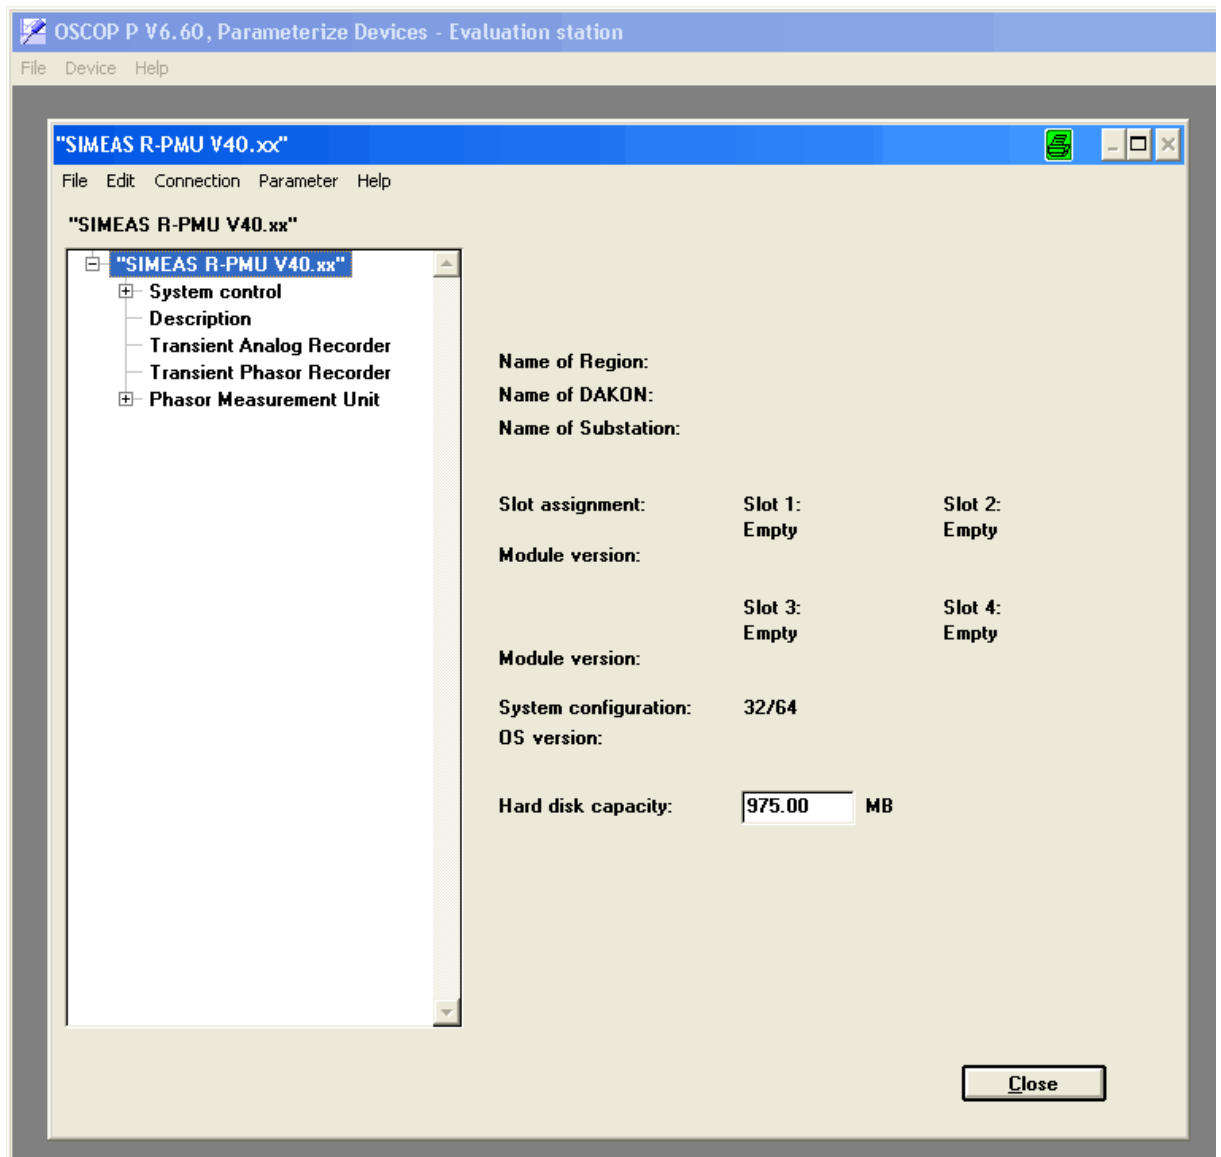 OSCOP P V6.60, Parameterize Devices - Evaluation station
File Device Help
"SIMEAS R-PMU V40.xx"
File Edit Connection Parameter Help
"SIMEAS R-PMU V40.xx"
"SIMEAS R-PMU V40.xx"
System control
Description
Transient Analog Recorder
Transient Phasor Recorder
Phasor Measurement Unit
Name of Region:
Name of DAKON:
Name of Substation:
Slot assignment: Slot 1: Slot 2:
Empty Empty
Module version:
Slot 3: Slot 4:
Empty Empty
Module version:
System configuration: 32/64
OS version:
Hard disk capacity: 975.00 MB
Close